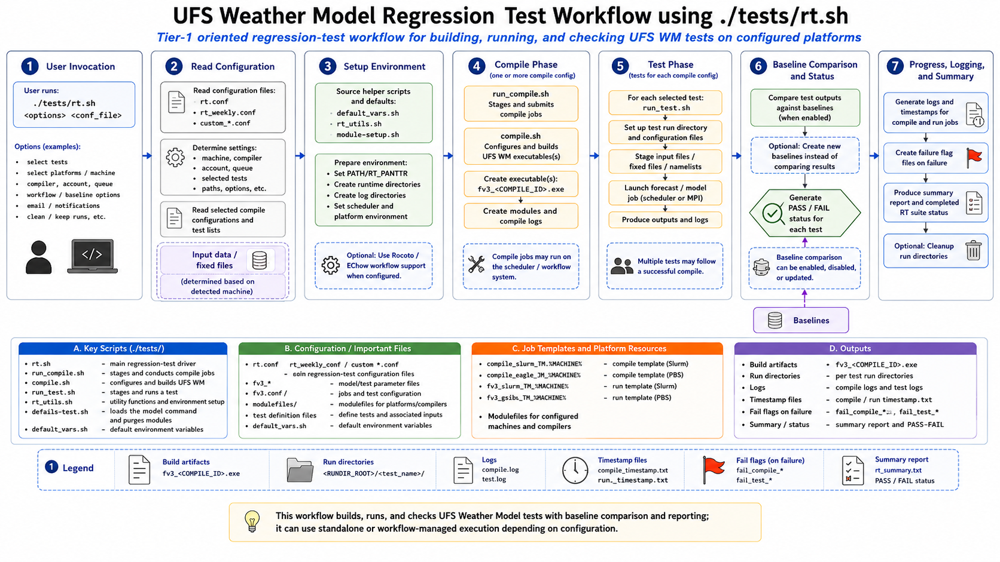 UFS Weather Model Regression Test Workflow using ./tests/rt.sh
Tier-1 oriented regression-test workflow for building, running, and checking UFS WM tests on configured platforms
1 User Invocation
User runs:
./tests/rt.sh
<options> <conf_file>
Options (examples):
• select tests
• select platforms / machine
• compiler, account, queue
• workflow / baseline options
• email / notifications
• clean / keep runs, etc.
</>
2 Read Configuration
Read configuration files:
• rt.conf
• rt_weekly.conf
• custom_*.conf
Determine settings:
• machine, compiler
• account, queue
• selected tests
• paths, options, etc.
Read selected compile
configurations and
test lists
Input data /
fixed files
(determined based on
detected machine)
3 Setup Environment
Source helper scripts
and defaults:
• default_vars.sh
• rt_utils.sh
• module-setup.sh
Prepare environment:
• Set PATH/RT_PANTTR
• Create runtime directories
• Create log directories
• Set scheduler and
platform environment
Optional: Use Rocoto /
EChow workflow support
when configured.
4 Compile Phase
(one or more compile config)
run_compile.sh
Stages and submits
compile jobs
compile.sh
Configures and builds
UFS WM executables(s)
Create executable(s):
fv3_<COMPILE_ID>.exe
Create modules and
compile logs
Compile jobs may run on
the scheduler / workflow
system.
5 Test Phase
(tests for each compile config)
For each selected test:
run_test.sh
Set up test run directory
and configuration files
Stage input files /
fixed files / namelists
Launch forecast / model
job (scheduler or MPI)
Produce outputs and logs
Multiple tests may follow
a successful compile.
6 Baseline Comparison
and Status
Compare test outputs
against baselines
(when enabled)
Optional: Create new
baselines instead of
comparing results
Generate
PASS / FAIL
status for
each test
Baseline comparison
can be enabled, disabled,
or updated.
Baselines
7 Progress, Logging,
and Summary
Generate logs and
timestamps for
compile and run jobs
Create failure flag
files on failure
Produce summary
report and completed
RT suite status
Optional: Cleanup
run directories
A. Key Scripts (./tests/)
• rt.sh – main regression-test driver
• run_compile.sh – stages and conducts compile jobs
• compile.sh – configures and builds UFS WM
• run_test.sh – stages and runs a test
• rt_utils.sh – utility functions and environment setup
• defails-test.sh – loads the model command
and purges modules
• default_vars.sh – default environment variables
B. Configuration / Important Files
• rt.conf rt_weekly_conf / custom *.conf
– regression-test configuration files
• fv3_* – model/test parameter files
• fv3.conf/ – jobs and test configuration
• modulefiles/ – modulefiles for platforms/compilers
• test definition files – define tests and associated inputs
• default_vars.sh – default environment variables
C. Job Templates and Platform Resources
• compile_slurm_TM.%MACHINE% – compile template (Slurm)
• compile_eagle_JM_%MACHINE% – compile template (PBS)
• fv3_slurm_TM_%MACHINE% – run template (Slurm)
• – run template (PBS)
• Modulefiles for configured
machines and compilers
D. Outputs
• Build artifacts • fv3_<COMPILE_ID>.exe
• Run directories – per test run directories
• Logs – compile logs and test logs
• Timestamp files – compile / run timestamp.txt
• Fail flags on failure – fail_compile_* , fail_test_*
• Summary / status – summary report and PASS-FAIL
1 Legend
Build artifacts
fv3_<COMPILE_ID>.exe
Run directories
<RUNDIR_ROOT>/<test_name>/
Logs
compile.log
test.log
Timestamp files
compile_timestamp.txt
run._timestamp.txt
Fail flags (on failure)
fail_compile_*
fail_test_*
Summary report
rt_summary.txt
PASS / FAIL status
This workflow builds, runs, and checks UFS Weather Model tests with baseline comparison and reporting;
it can use standalone or workflow-managed execution depending on configuration.